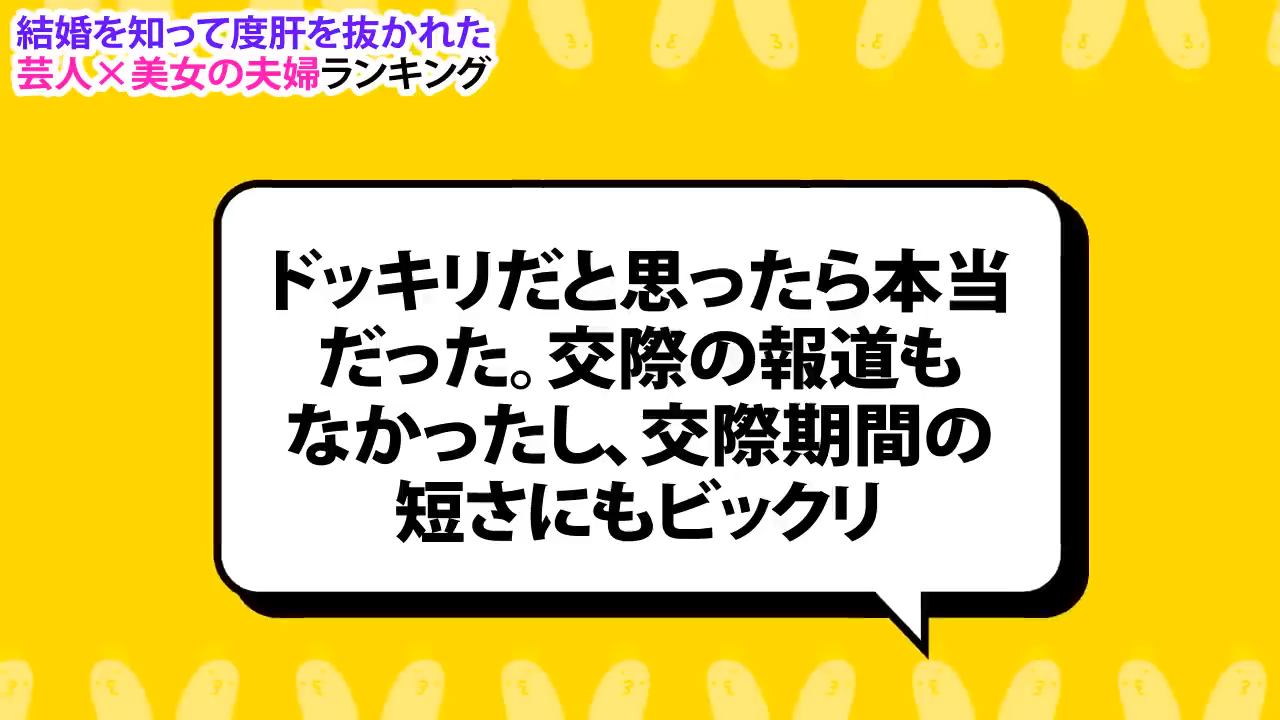 結婚を知って度肝を抜かれた
芸人×美女の夫婦ランキング
ドッキリだと思ったら本当
だった。交際の報道も
なかったし、交際期間の
短さにもビックリ